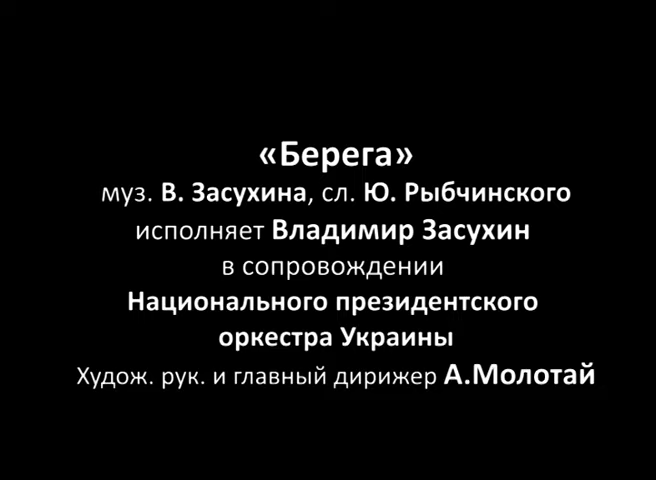 «Берега»
муз. В. Засухина, сл. Ю. Рыбчинского
исполняет Владимир Засухин
в сопровождении
Национального президентского
оркестра Украины
Худож. рук. и главный дирижер А.Молотай